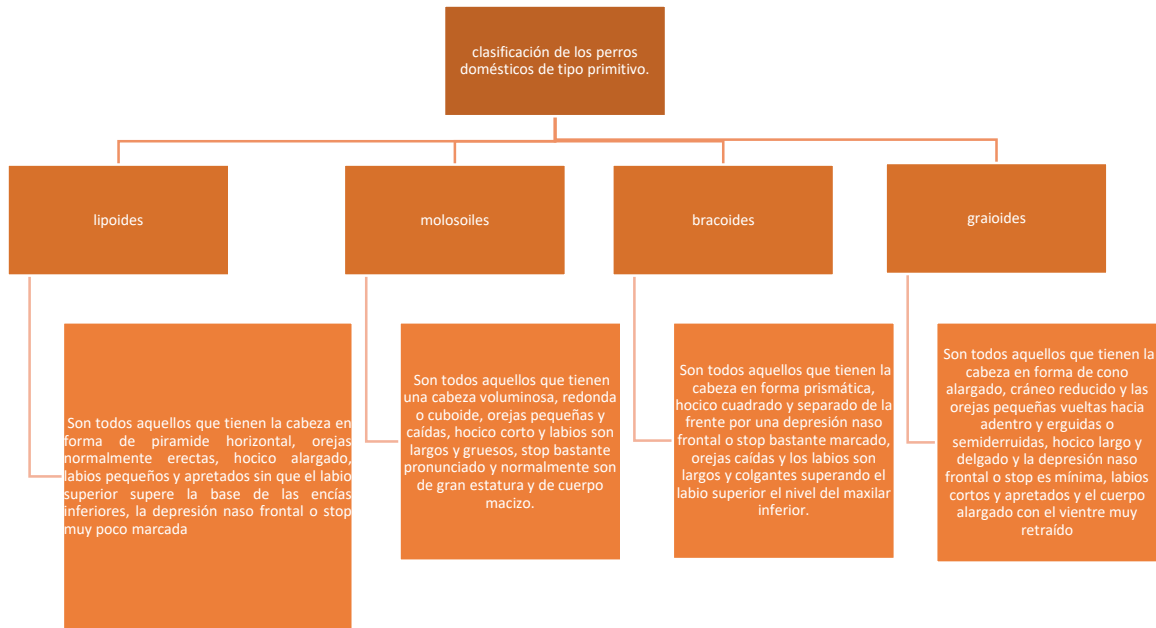 clasificación de los perros
domésticos de tipo primitivo.
lipoides
molosoiles
bracoides
graioides
Son todos aquellos que tienen la cabeza en
forma de piramide horizontal, orejas
normalmente erectas, hocico alargado,
labios pequeños y apretados sin que el labio
superior supere la base de las encías
inferiores, la depresión naso frontal o stop
muy poco marcada
Son todos aquellos que tienen
una cabeza voluminosa, redonda
o cuboide, orejas pequeñas y
caídas, hocico corto y labios son
largos y gruesos, stop bastante
pronunciado y normalmente son
de gran estatura y de cuerpo
macizo.
Son todos aquellos que tienen la
cabeza en forma prismática,
hocico cuadrado y separado de la
frente por una depresión naso
frontal o stop bastante marcado,
orejas caídas y los labios son
largos y colgantes superando el
labio superior el nivel del maxilar
inferior.
Son todos aquellos que tienen la
cabeza en forma de cono
alargado, cráneo reducido y las
orejas pequeñas vueltas hacia
adentro y erguidas o
semiderruidas, hocico largo y
delgado y la depresión naso
frontal o stop es mínima, labios
cortos y apretados y el cuerpo
alargado con el vientre muy
retraído